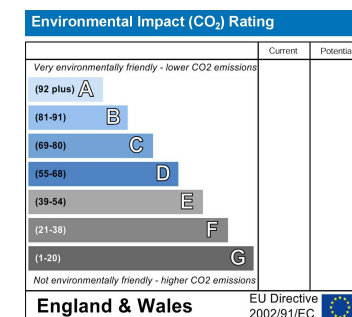 Environmental Impact (CO₂) Rating
Current Potential
Very environmentally friendly - lower CO2 emissions
(92 plus) A
(81-91) B
(69-80) C
(55-68) D
(39-54) E
(21-38) F
(1-20) G
Not environmentally friendly - higher CO2 emissions
England & Wales
EU Directive
2002/91/EC